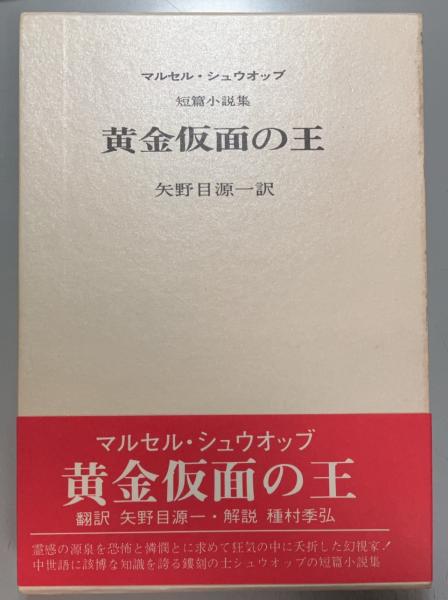 マルセル・シュウオッブ
短篇小説集
黄金仮面の王
矢野目源一訳
マルセル・シュウオッブ
黄金仮面の王
翻訳 矢野目源一・解説 種村季弘
霊感の源泉を恐怖と憐憫とに求めて狂気の中に夭折した幻視家!
中世語に該博な知識を誇る鏤刻の士シュウオッブの短篇小説集